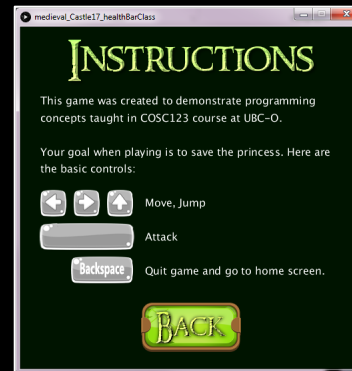 medieval_Castle17_healthBarClass
INSTRUCTIONS
This game was created to demonstrate programming
concepts taught in COSC123 course at UBC-O.
Your goal when playing is to save the princess. Here are
the basic controls:
Move, Jump
Attack
Backspace Quit game and go to home screen.
BACK